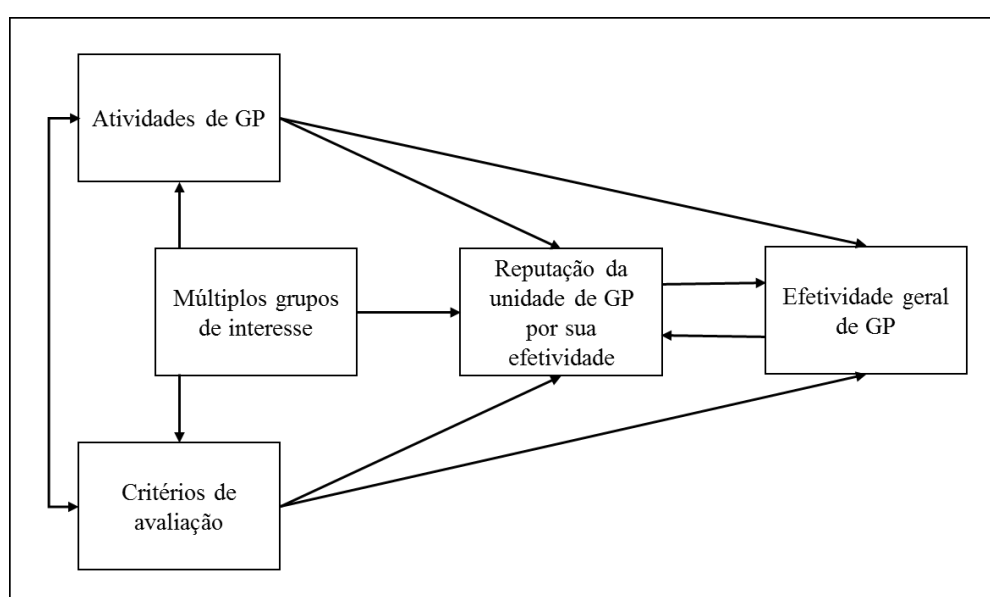 Atividades de GP
Múltiplos grupos
de interesse
Reputação da
unidade de GP
por sua
efetividade
Efetividade geral
de GP
Critérios de
avaliação